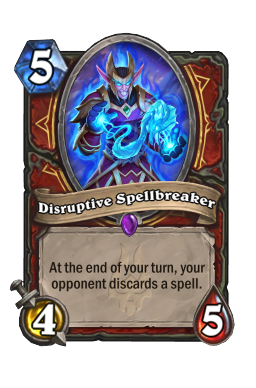 5
Disruptive Spellbreaker
At the end of your turn, your
opponent discards a spell.
4
5